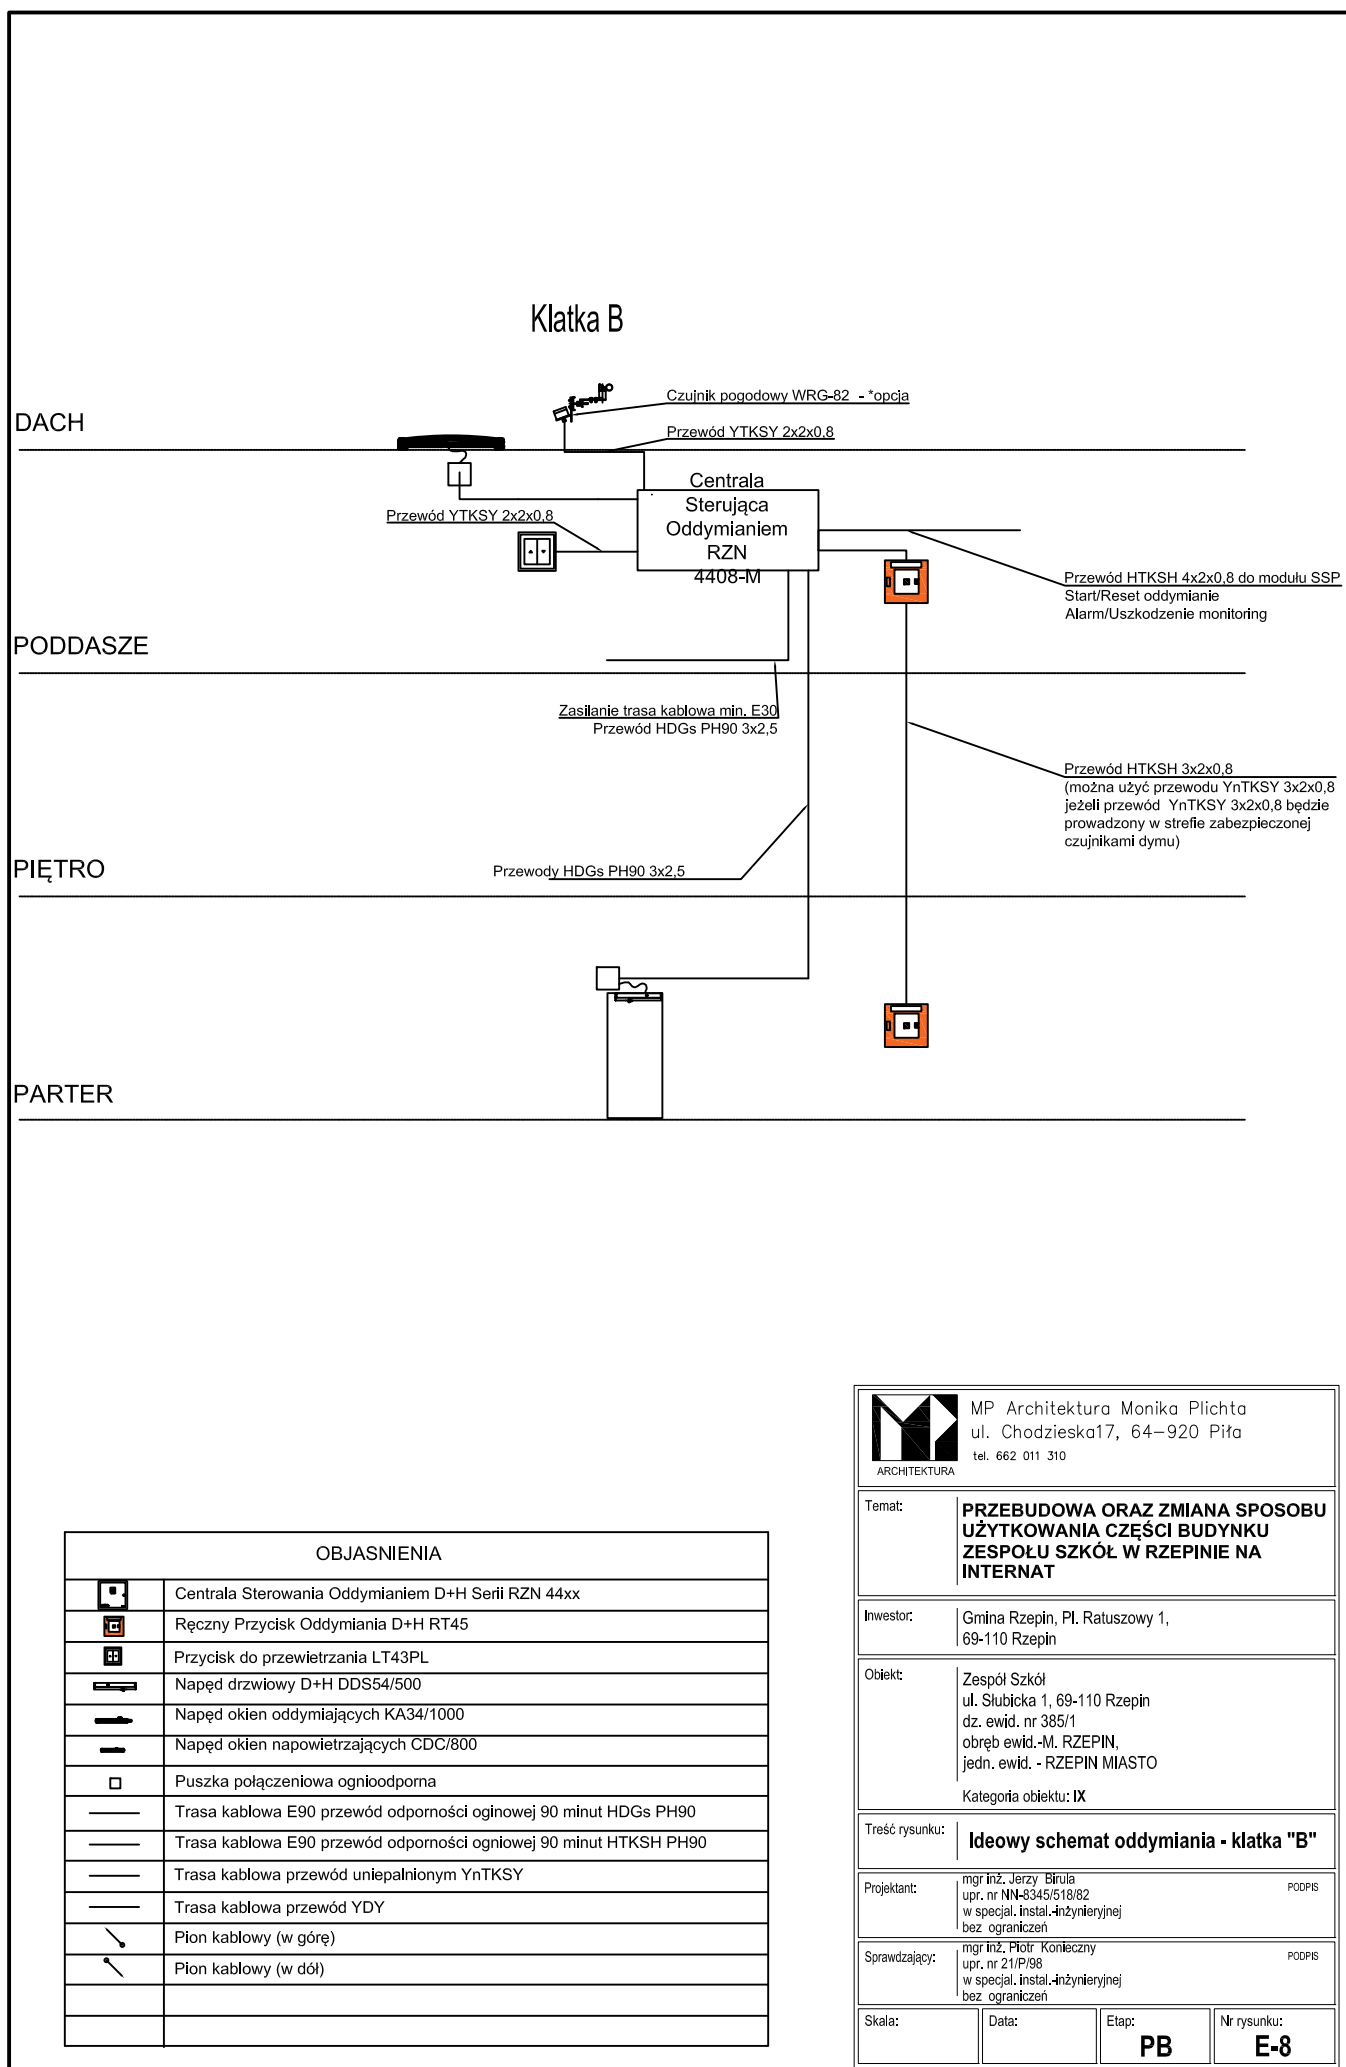 Klatka B
Czujnik pogodowy WRG-82 - *opcja
DACH
Przewód YTKSY 2x2x0,8
Centrala
Sterująca
Oddymianiem
RZN
4408-M
Przewód YTKSY 2x2x0,8
Przewód HTKSH 4x2x0,8 do modułu SSP
Start/Reset oddymianie
Alarm/Uszkodzenie monitoring
PODDASZE
Zasilanie trasa kablowa min. E30
Przewód HDGs PH90 3x2,5
Przewód HTKSH 3x2x0,8
(można użyć przewodu YnTKSY 3x2x0,8
jeżeli przewód YnTKSY 3x2x0,8 będzie
prowadzony w strefie zabezpieczonej
czujnikami dymu)
PIĘTRO
Przewody HDGs PH90 3x2,5
PARTER
OBJASNIENIA
Centrala Sterowania Oddymianiem D+H Serii RZN 44xx
Ręczny Przycisk Oddymiania D+H RT45
Przycisk do przewietrzania LT43PL
Napęd drzwiowy D+H DDS54/500
Napęd okien oddymiających KA34/1000
Napęd okien napowietrzających CDC/800
Puszka połączeniowa ognioodporna
Trasa kablowa E90 przewód odporności oginowej 90 minut HDGs PH90
Trasa kablowa E90 przewód odporności ogniowej 90 minut HTKSH PH90
Trasa kablowa przewód uniepalnionym YnTKSY
Trasa kablowa przewód YDY
Pion kablowy (w górę)
Pion kablowy (w dół)
MP Architektura Monika Plichta
ul. Chodzieska17, 64-920 Piła
tel. 662 011 310
ARCHITEKTURA
Temat:
PRZEBUDOWA ORAZ ZMIANA SPOSOBU
UŻYTKOWANIA CZĘŚCI BUDYNKU
ZESPOŁU SZKÓŁ W RZEPINIE NA
INTERNAT
Inwestor:
Gmina Rzepin, Pl. Ratuszowy 1,
69-110 Rzepin
Obiekt:
Zespół Szkół
ul. Słubicka 1, 69-110 Rzepin
dz. ewid. nr 385/1
obręb ewid.-M. RZEPIN,
jedn. ewid. - RZEPIN MIASTO
Kategoria obiektu: IX
Treść rysunku:
Ideowy schemat oddymiania - klatka "B"
Projektant:
mgr inż. Jerzy Birula
upr. nr NN-8345/518/82
w specjal. instal.-inżynieryjnej
bez ograniczeń
PODPIS
Sprawdzający:
mgr inż. Piotr Konieczny
upr. nr 21/P/98
w specjal. instal.-inżynieryjnej
bez ograniczeń
PODPIS
Skala:
Data:
Etap:
PB
Nr rysunku:
E-8